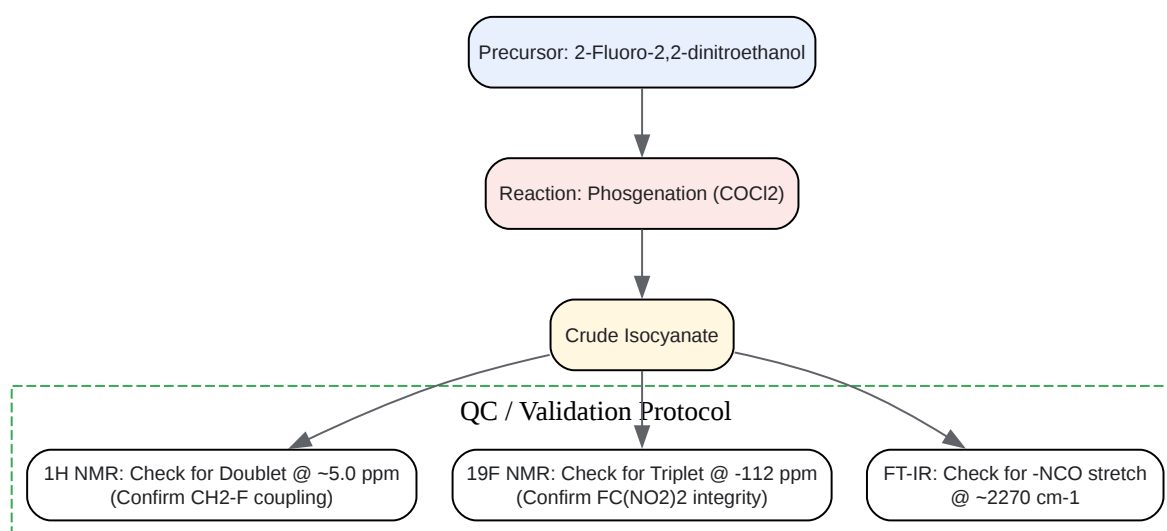 Precursor: 2-Fluoro-2,2-dinitroethanol
Reaction: Phosgenation (COCl2)
Crude Isocyanate
QC / Validation Protocol
1H NMR: Check for Doublet @ ~5.0 ppm
(Confirm CH2-F coupling)
19F NMR: Check for Triplet @ -112 ppm
(Confirm FC(NO2)2 integrity)
FT-IR: Check for -NCO stretch
@ ~2270 cm-1